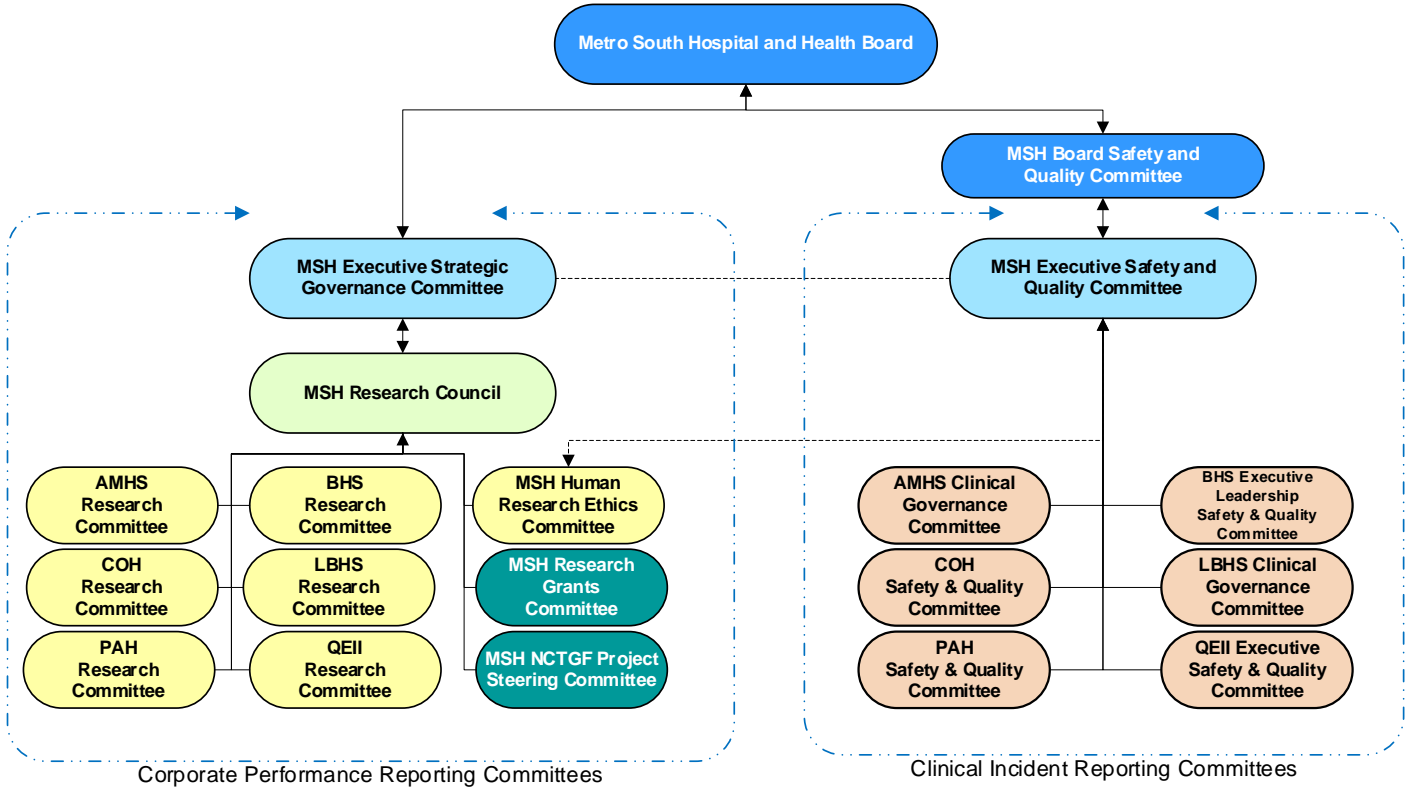 Metro South Hospital and Health Board
MSH Board Safety and
Quality Committee
MSH Executive Strategic
Governance Committee
MSH Executive Safety and
Quality Committee
MSH Research Council
AMHS
Research
Committee
BHS
Research
Committee
MSH Human
Research Ethics
Committee
COH
Research
Committee
LBHS
Research
Committee
MSH Research
Grants
Committee
PAH
Research
Committee
QEII
Research
Committee
MSH NCTGF Project
Steering Committee
AMHS Clinical
Governance
Committee
BHS Executive
Leadership
Safety & Quality
Committee
COH
Safety & Quality
Committee
LBHS Clinical
Governance
Committee
PAH
Safety & Quality
Committee
QEII Executive
Safety & Quality
Committee
Corporate Performance Reporting Committees
Clinical Incident Reporting Committees